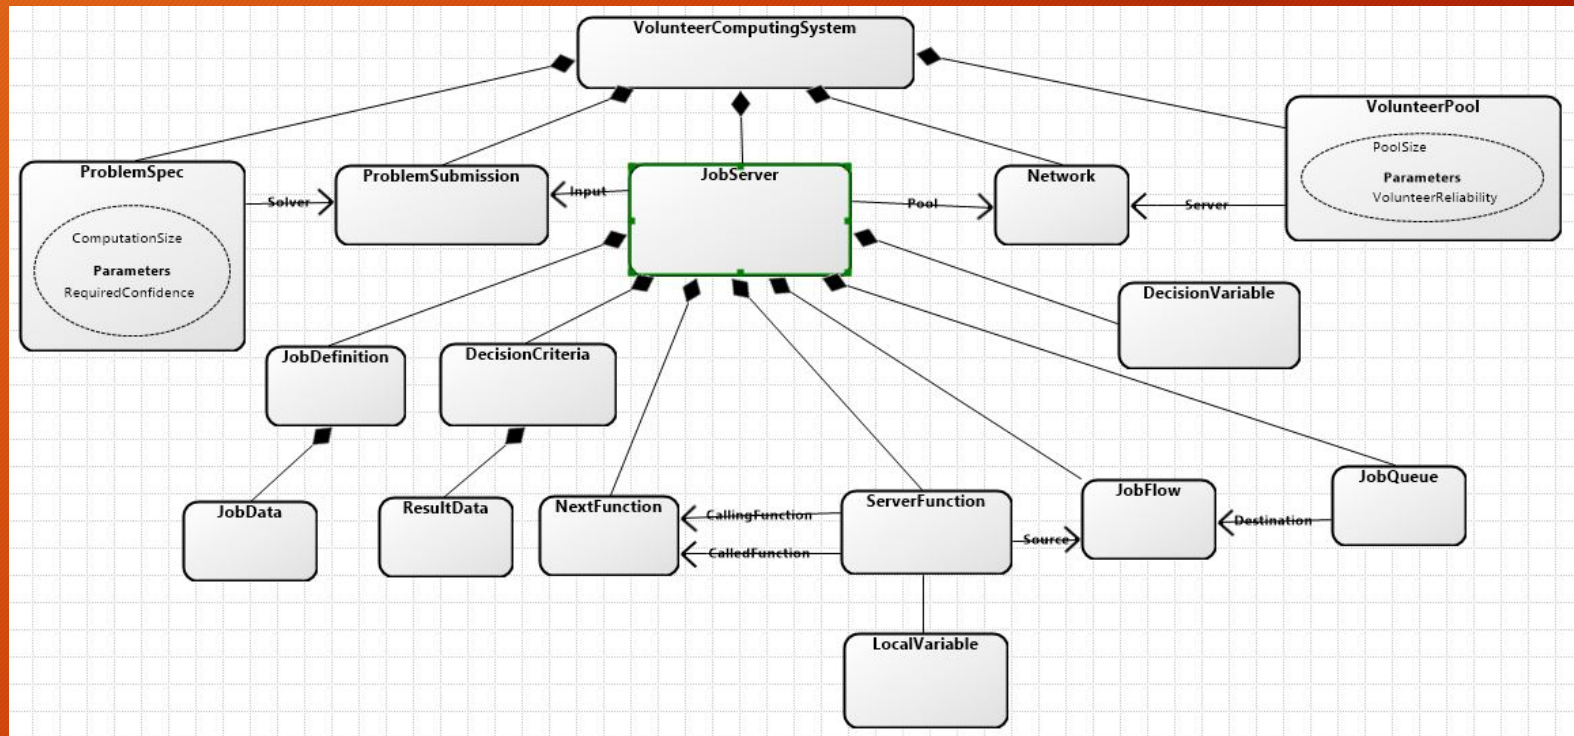 VolunteerComputingSystem
VolunteerPool
PoolSize
Parameters
VolunteerReliability
ProblemSpec
ComputationSize
Parameters
RequiredConfidence
Solver
ProblemSubmission
Input
JobServer
Pool
Network
Server
DecisionVariable
JobDefinition
DecisionCriteria
JobData
ResultData
NextFunction
CallingFunction
CalledFunction
ServerFunction
Source
JobFlow
Destination
JobQueue
LocalVariable